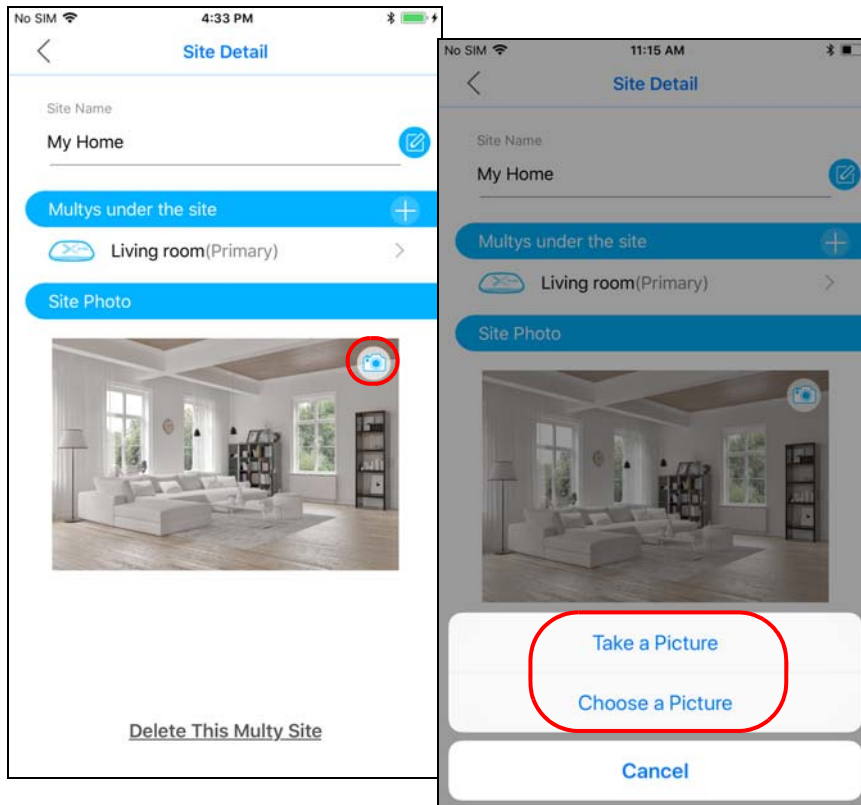 No SIM 4:33 PM
Site Detail
Site Name
My Home
Multys under the site
Living room(Primary)
Site Photo
Delete This Multy Site
No SIM 11:15 AM
Site Detail
Site Name
My Home
Multys under the site
Living room(Primary)
Site Photo
Take a Picture
Choose a Picture
Cancel